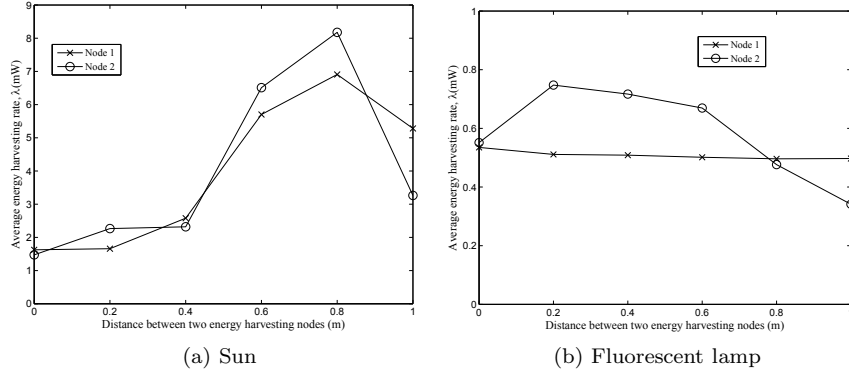 Average energy harvesting rate, λ(mW)
9
8
7
6
5
4
3
2
1
0
Node 1
Node 2
0
0.2
0.4
0.6
0.8
1
Distance between two energy harvesting nodes (m)
(a) Sun
Average energy harvesting rate, λ(mW)
1
0.8
0.6
0.4
0.2
0
Node 1
Node 2
0
0.2
0.4
0.6
0.8
Distance between two energy harvesting nodes (m)
(b) Fluorescent lamp